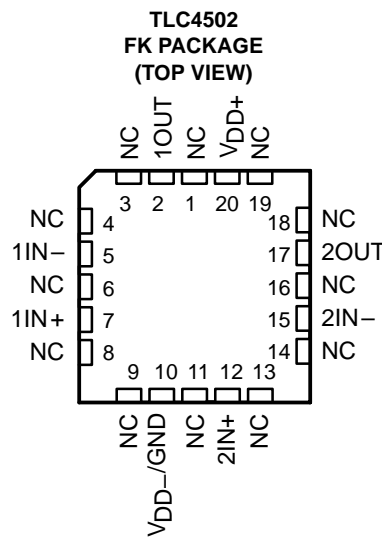 TLC4502
FK PACKAGE
(TOP VIEW)
NC
1OUT
NC
VDD+
NC
3
2
1
20
19
NC 4
18 NC
1IN– 5
17 2OUT
NC 6
16 NC
1IN+ 7
15 2IN–
NC 8
14 NC
9
10
11
12
13
NC
VDD–/GND
NC
2IN+
NC